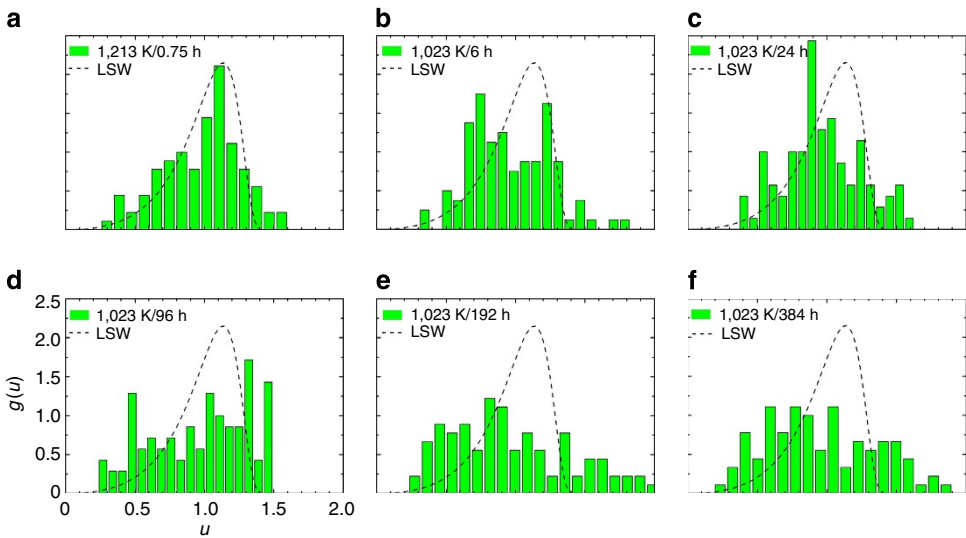 a
1,213 K/0.75 h
LSW
b
1,023 K/6 h
LSW
c
1,023 K/24 h
LSW
d
2.5
2.0
1.5
1.0
0.5
0
g(u)
1,023 K/96 h
LSW
0 0.5 1.0 1.5 2.0
u
e
1,023 K/192 h
LSW
f
1,023 K/384 h
LSW